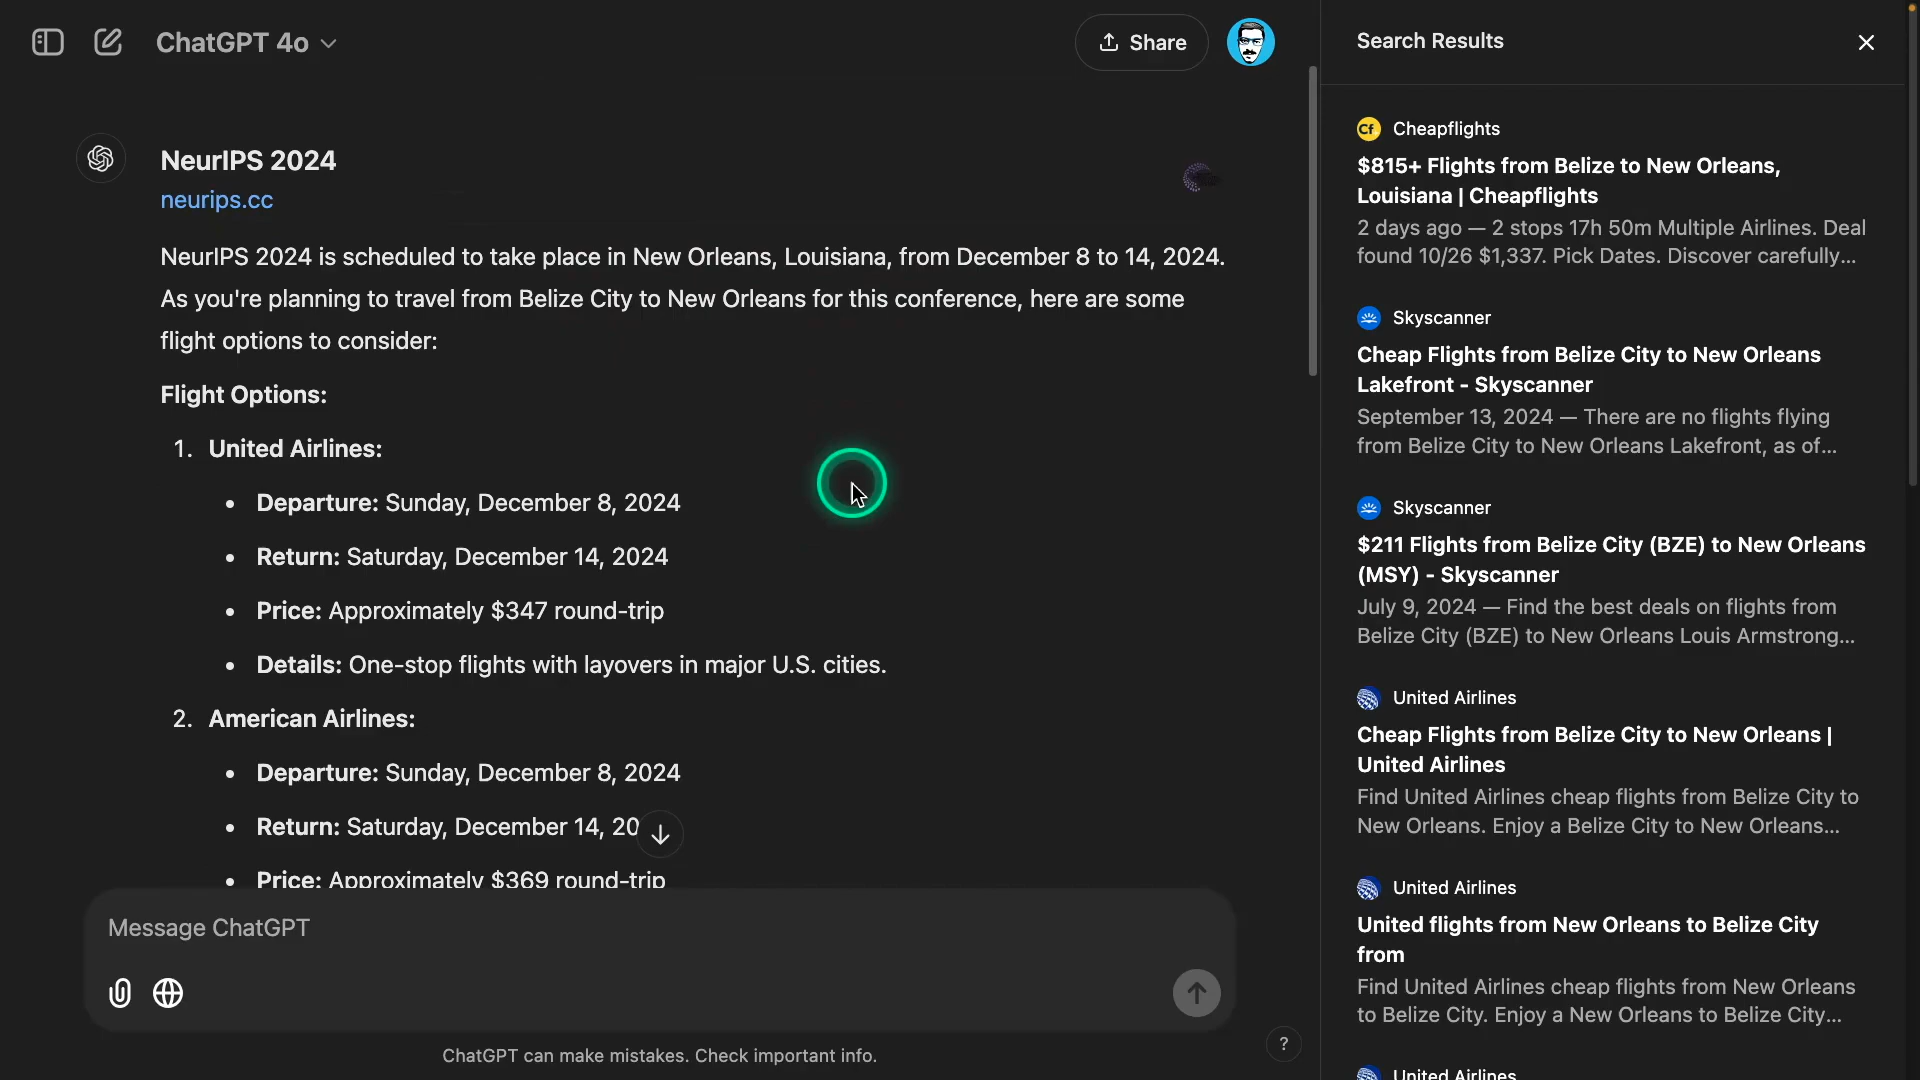 ChatGPT 4o
Share
NeurIPS 2024
neurips.cc
NeurIPS 2024 is scheduled to take place in New Orleans, Louisiana, from December 8 to 14, 2024.
As you're planning to travel from Belize City to New Orleans for this conference, here are some
flight options to consider:
Flight Options:
1. United Airlines:
• Departure: Sunday, December 8, 2024
• Return: Saturday, December 14, 2024
• Price: Approximately $347 round-trip
• Details: One-stop flights with layovers in major U.S. cities.
2. American Airlines:
• Departure: Sunday, December 8, 2024
• Return: Saturday, December 14, 20
• Price: Approximately $369 round-trip
Message ChatGPT
ChatGPT can make mistakes. Check important info.
?
Search Results
Cf.
Cheapflights
$815+ Flights from Belize to New Orleans,
Louisiana | Cheapflights
2 days ago — 2 stops 17h 50m Multiple Airlines. Deal
found 10/26 $1,337. Pick Dates. Discover carefully...
Skyscanner
Cheap Flights from Belize City to New Orleans
Lakefront - Skyscanner
September 13, 2024 — There are no flights flying
from Belize City to New Orleans Lakefront, as of...
Skyscanner
$211 Flights from Belize City (BZE) to New Orleans
(MSY) - Skyscanner
July 9, 2024 — Find the best deals on flights from
Belize City (BZE) to New Orleans Louis Armstrong...
United Airlines
Cheap Flights from Belize City to New Orleans |
United Airlines
Find United Airlines cheap flights from Belize City to
New Orleans. Enjoy a Belize City to New Orleans...
United Airlines
United flights from New Orleans to Belize City
from
Find United Airlines cheap flights from New Orleans
to Belize City. Enjoy a New Orleans to Belize City...
United Airlines